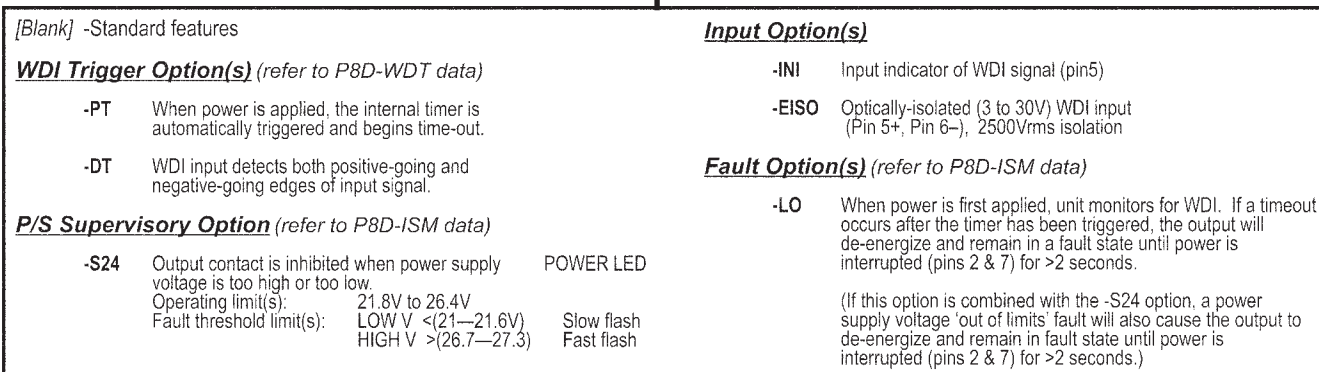 [Blank] -Standard features
WDI Trigger Option(s) (refer to P8D-WDT data)
-PT When power is applied, the internal timer is
automatically triggered and begins time-out.
-DT WDI input detects both positive-going and
negative-going edges of input signal.
P/S Supervisory Option (refer to P8D-ISM data)
-S24 Output contact is inhibited when power supply POWER LED
voltage is too high or too low.
Operating limit(s): 21.8V to 26.4V
Fault threshold limit(s): LOW V <(21—21.6V) Slow flash
HIGH V >(26.7—27.3) Fast flash
Input Option(s)
-INI Input indicator of WDI signal (pin5)
-EISO Optically-isolated (3 to 30V) WDI input
(Pin 5+, Pin 6–), 2500Vrms isolation
Fault Option(s) (refer to P8D-ISM data)
-LO When power is first applied, unit monitors for WDI. If a timeout
occurs after the timer has been triggered, the output will
de-energize and remain in a fault state until power is
interrupted (pins 2 & 7) for >2 seconds.
(If this option is combined with the -S24 option, a power
supply voltage 'out of limits' fault will also cause the output to
de-energize and remain in fault state until power is
interrupted (pins 2 & 7) for >2 seconds.)